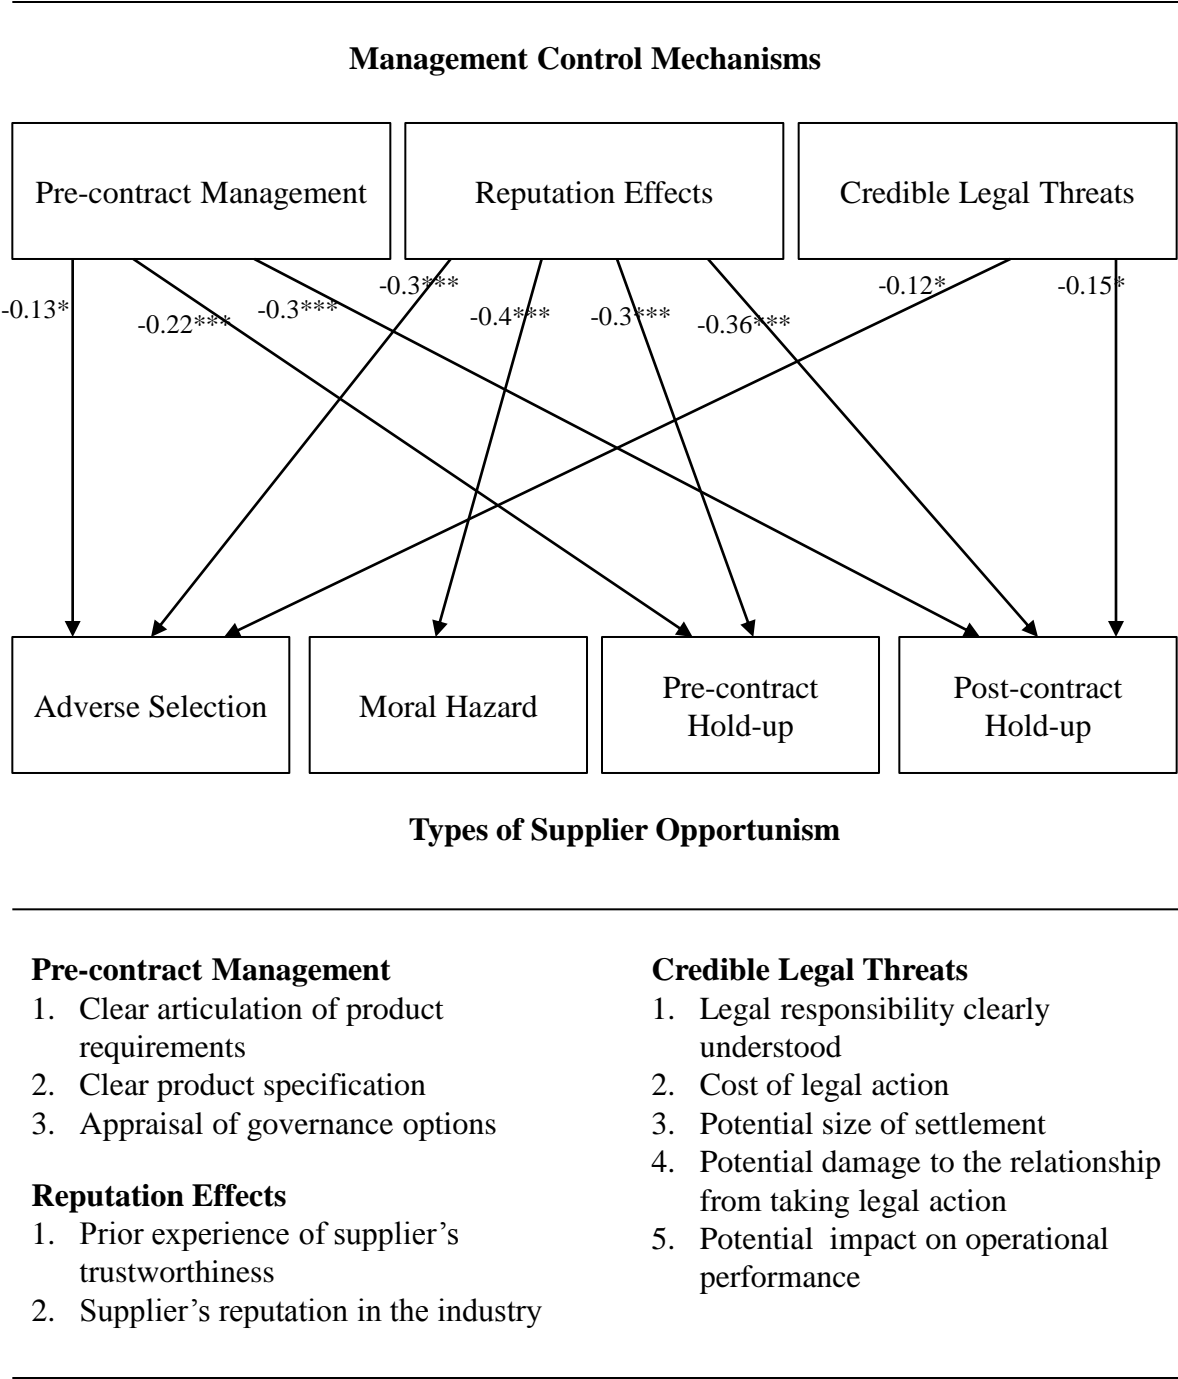 Management Control Mechanisms
Pre-contract Management
Reputation Effects
Credible Legal Threats
-0.13*
-0.22***
-0.3***
-0.3***
-0.4***
-0.3***
-0.36***
-0.12*
-0.15*
Adverse Selection
Moral Hazard
Pre-contract
Hold-up
Post-contract
Hold-up
Types of Supplier Opportunism
Pre-contract Management
1. Clear articulation of product
requirements
2. Clear product specification
3. Appraisal of governance options
Reputation Effects
1. Prior experience of supplier’s
trustworthiness
2. Supplier’s reputation in the industry
Credible Legal Threats
1. Legal responsibility clearly
understood
2. Cost of legal action
3. Potential size of settlement
4. Potential damage to the relationship
from taking legal action
5. Potential impact on operational
performance